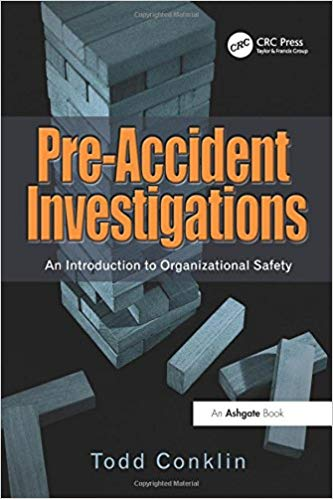 CRC
CRC Press
Taylor & Francis Group
Pre-Accident
Investigations
An Introduction to Organizational Safety
An Ashgate Book
Todd Conklin